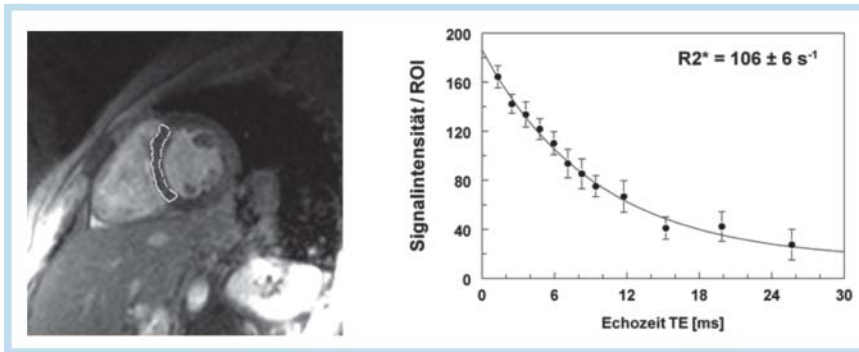 200
160
120
80
40
0
Signalintensität / ROI
R2* = 106 ± 6 s⁻¹
0 6 12 18 24 30
Echozeit TE [ms]